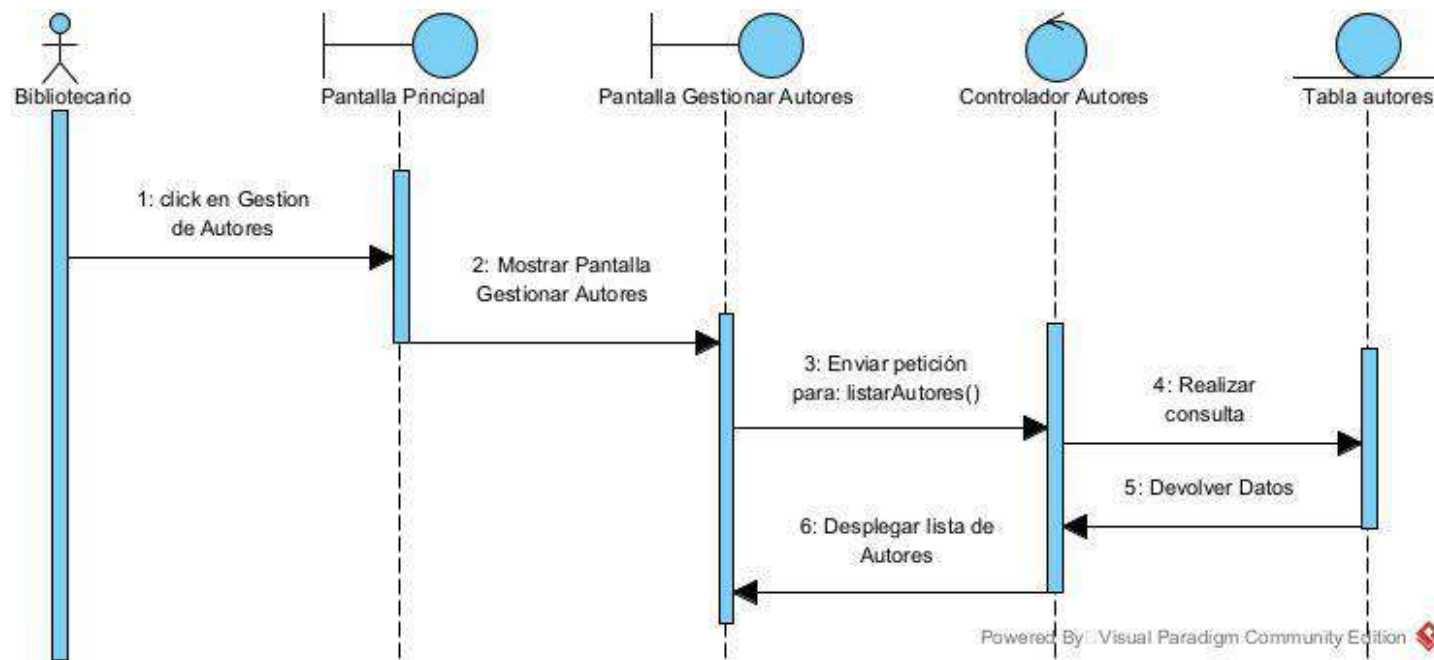 Bibliotecario
Pantalla Principal
Pantalla Gestionar Autores
Controlador Autores
Tabla autores
1: click en Gestion
de Autores
2: Mostrar Pantalla
Gestionar Autores
3: Enviar petición
para: listarAutores()
4: Realizar
consulta
5: Devolver Datos
6: Desplegar lista de
Autores
Powered By Visual Paradigm Community Edition